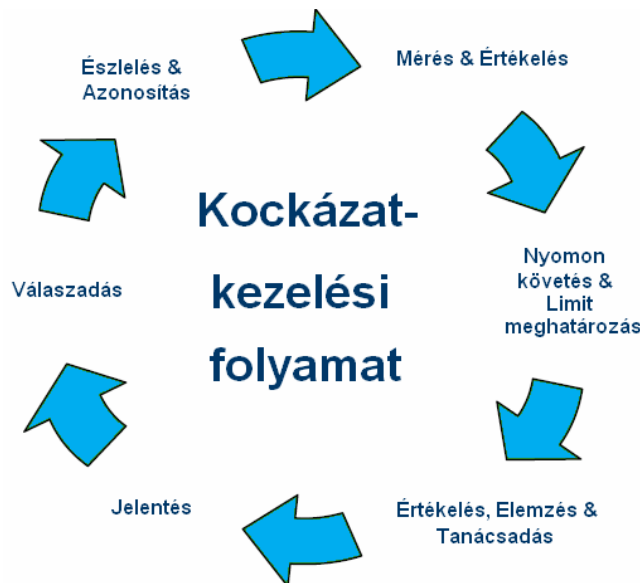 Észlelés &
Azonosítás
Mérés & Értékelés
Kockázat-
kezelési
folyamat
Nyomon
követés &
Limit
meghatározás
Értékelés, Elemzés &
Tanácsadás
Jelentés
Válaszadás